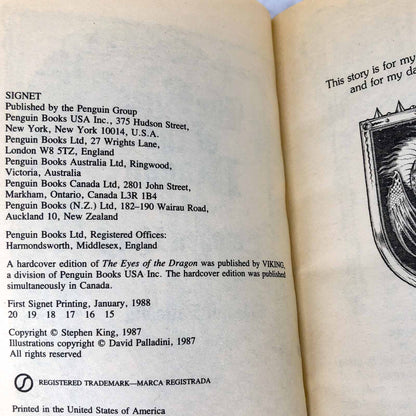 SIGNET
Published by the Penguin Group
Penguin Books USA Inc., 375 Hudson Street,
New York, New York 10014, U.S.A.
Penguin Books Ltd, 27 Wrights Lane,
London W8 5TZ, England
Penguin Books Australia Ltd, Ringwood,
Victoria, Australia
Penguin Books Canada Ltd, 2801 John Street,
Markham, Ontario, Canada L3R 1B4
Penguin Books (N.Z.) Ltd, 182–190 Wairau Road,
Auckland 10, New Zealand
Penguin Books Ltd, Registered Offices:
Harmondsworth, Middlesex, England
A hardcover edition of The Eyes of the Dragon was published by VIKING,
a division of Penguin Books USA Inc. The hardcover edition was published
simultaneously in Canada.
First Signet Printing, January, 1988
20 19 18 17 16 15
Copyright © Stephen King, 1987
Illustrations copyright © David Palladini, 1987
All rights reserved
REGISTERED TRADEMARK—MARCA REGISTRADA
Printed in the United States of America
This story is for my
and for my da